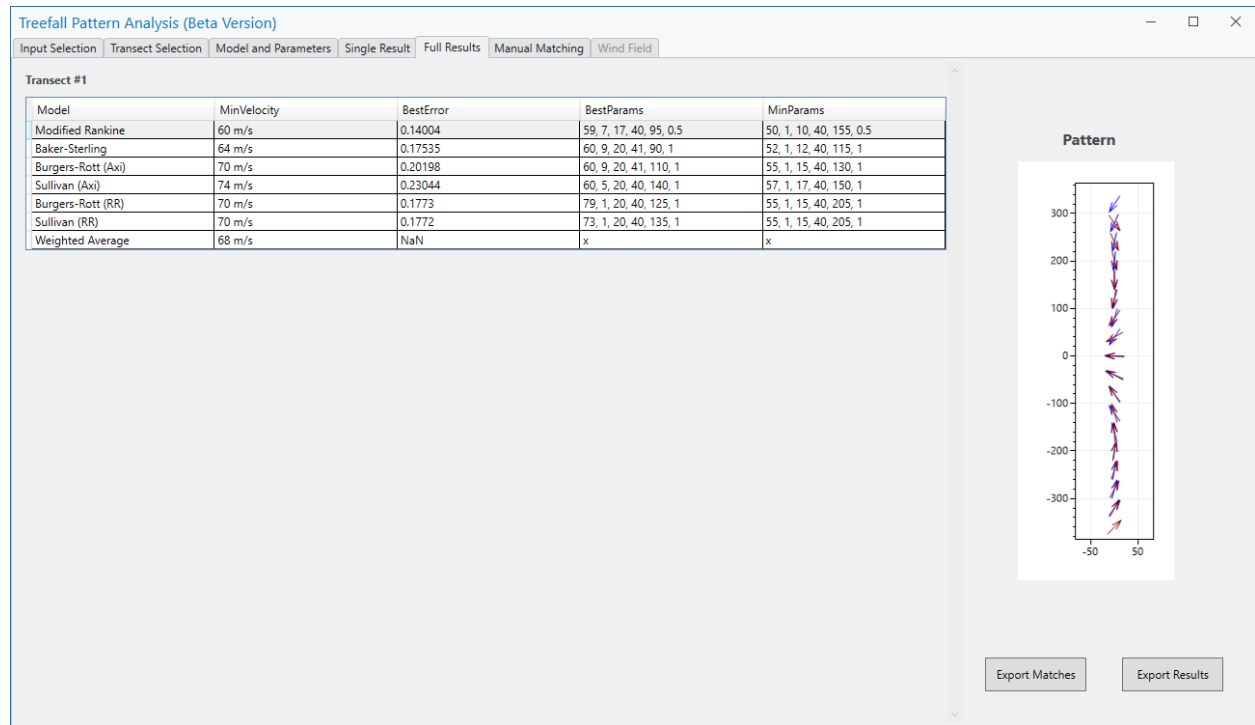 Treefall Pattern Analysis (Beta Version)
Input Selection Transect Selection Model and Parameters Single Result Full Results Manual Matching Wind Field
Transect #1
Model MinVelocity BestError BestParams MinParams
Modified Rankine 60 m/s 0.14004 59, 7, 17, 40, 95, 0.5 50, 1, 10, 40, 155, 0.5
Baker-Sterling 64 m/s 0.17535 60, 9, 20, 41, 90, 1 52, 1, 12, 40, 115, 1
Burgers-Rott (Axi) 70 m/s 0.20198 60, 9, 20, 41, 110, 1 55, 1, 15, 40, 130, 1
Sullivan (Axi) 74 m/s 0.23044 60, 5, 20, 40, 140, 1 57, 1, 17, 40, 150, 1
Burgers-Rott (RR) 70 m/s 0.1773 79, 1, 20, 40, 125, 1 55, 1, 15, 40, 205, 1
Sullivan (RR) 70 m/s 0.1772 73, 1, 20, 40, 135, 1 55, 1, 15, 40, 205, 1
Weighted Average 68 m/s NaN x x
Pattern
300
200
100
0
-100
-200
-300
-50 50
Export Matches Export Results